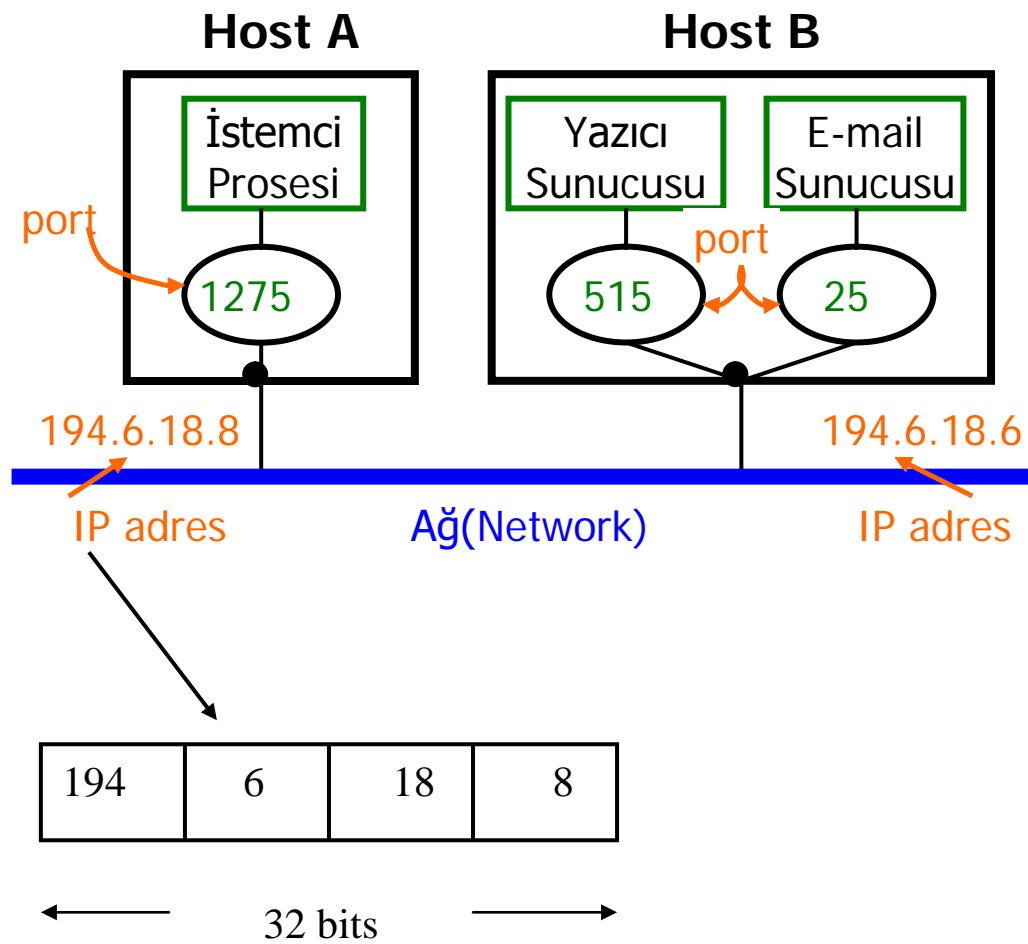 Host A
Host B
İstemci
Prosesi
Yazıcı
Sunucusu
E-mail
Sunucusu
port
port
1275
515
25
194.6.18.8
194.6.18.6
IP adres
Ağ(Network)
IP adres
194 6 18 8
32 bits